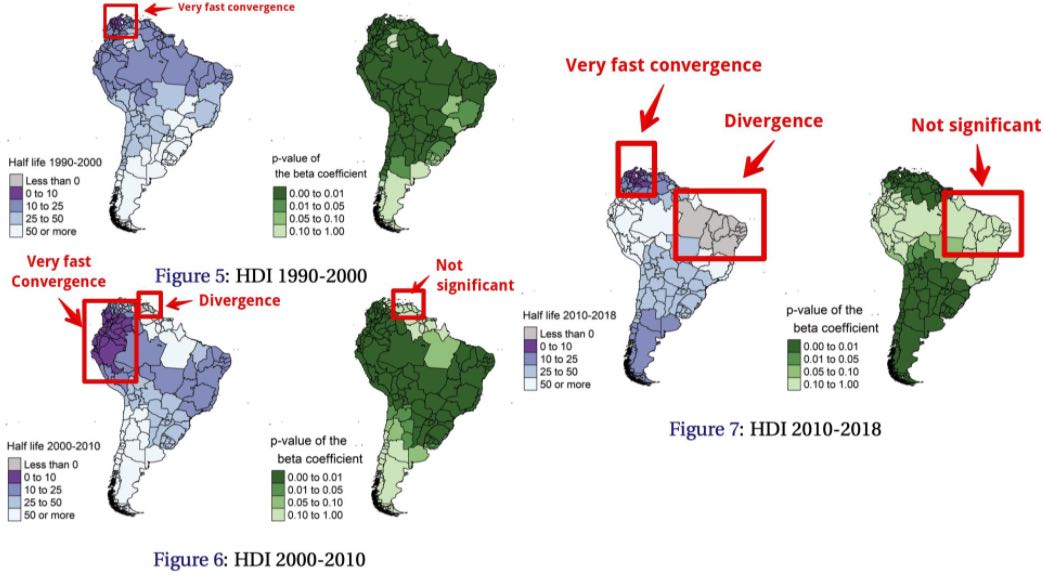 Very fast convergence
Half life 1990-2000
Less than 0
0 to 10
10 to 25
25 to 50
50 or more
p-value of
the beta coefficient
0.00 to 0.01
0.01 to 0.05
0.05 to 0.10
0.10 to 1.00
Figure 5: HDI 1990-2000
Very fast
Convergence
Divergence
Not
significant
Half life 2000-2010
Less than 0
0 to 10
10 to 25
25 to 50
50 or more
p-value of the
beta coefficient
0.00 to 0.01
0.01 to 0.05
0.05 to 0.10
0.10 to 1.00
Figure 6: HDI 2000-2010
Very fast convergence
Divergence
Not significant
Half life 2010-2018
Less than 0
0 to 10
10 to 25
25 to 50
50 or more
p-value of the
beta coefficient
0.00 to 0.01
0.01 to 0.05
0.05 to 0.10
0.10 to 1.00
Figure 7: HDI 2010-2018